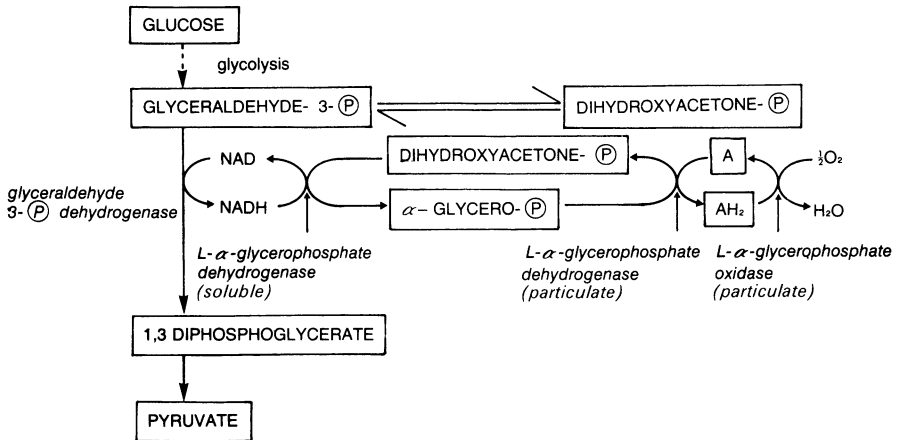 GLUCOSE
glycolysis
GLYCERALDEHYDE- 3- Ⓟ
DIHYDROXYACETONE- Ⓟ
NAD
DIHYDROXYACETONE- Ⓟ
A
½O₂
glyceraldehyde
3- Ⓟ dehydrogenase
NADH
α- GLYCERO- Ⓟ
AH₂
H₂O
L-α-glycerophosphate
dehydrogenase
(soluble)
L-α-glycerophosphate
dehydrogenase
(particulate)
L-α-glycerophosphate
oxidase
(particulate)
1,3 DIPHOSPHOGLYCERATE
PYRUVATE